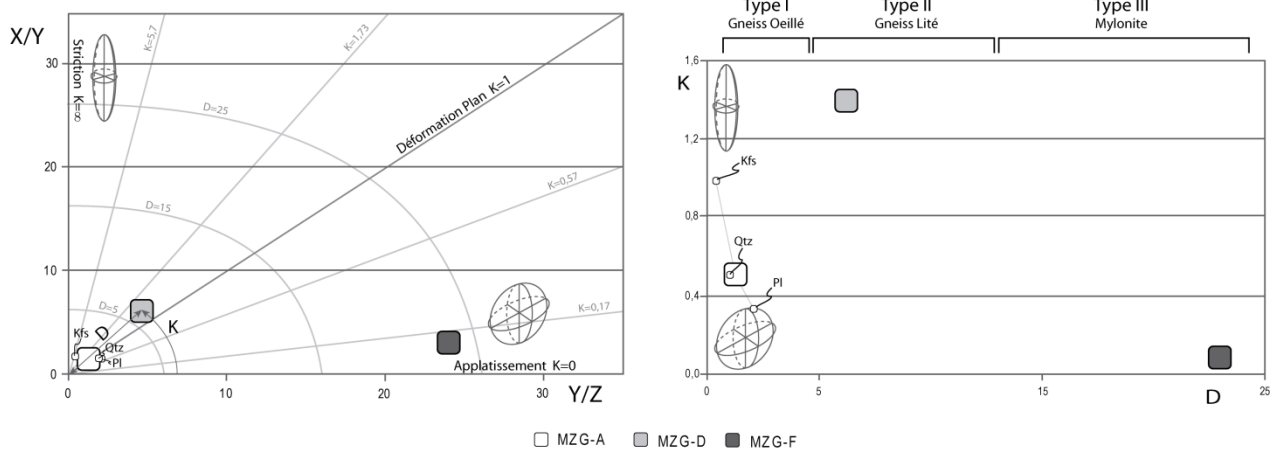 X/Y
30
20
10
0
0
10
20
30
Y/Z
Striction K=∞
K=5,7
K=1,73
Déformation Plan K=1
K=0,57
K=0,17
D=25
D=15
D=5
D
K
Kfs
Qtz
Pl
Applatissement K=0
Type I
Gneiss Oeillé
Type II
Gneiss Lité
Type III
Mylonite
K
1,6
1,2
0,8
0,4
0,0
Kfs
Qtz
Pl
0
5
15
25
D
MZG-A
MZG-D
MZG-F